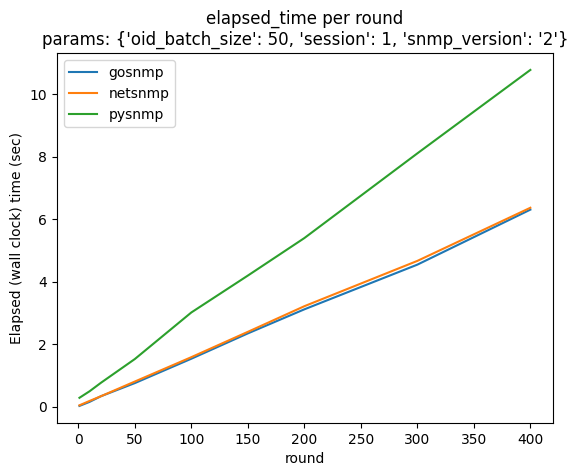 elapsed_time per round
params: {'oid_batch_size': 50, 'session': 1, 'snmp_version': '2'}
gosnmp
netsnmp
pysnmp
10
8
6
4
2
0
Elapsed (wall clock) time (sec)
0 50 100 150 200 250 300 350 400
round